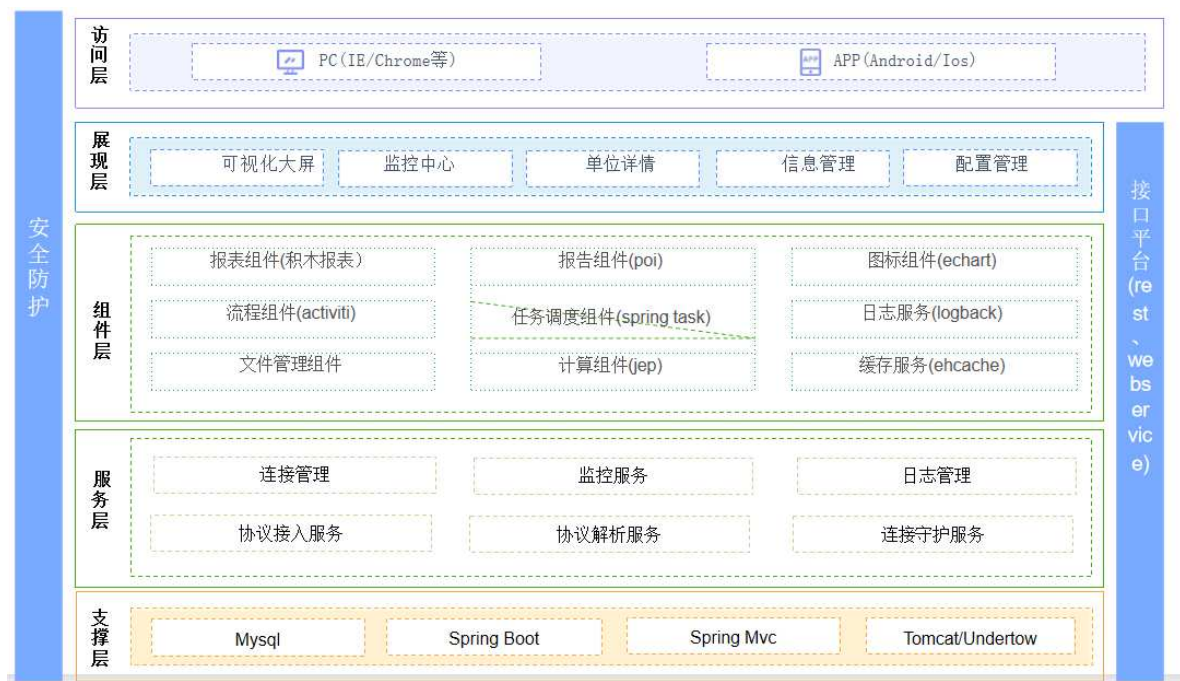 安全防护
访问层
PC(IE/Chrome等)
APP
APP(Android/Ios)
展现层
可视化大屏
监控中心
单位详情
信息管理
配置管理
组件层
报表组件(积木报表）
报告组件(poi)
图标组件(echart)
流程组件(activiti)
任务调度组件(spring task)
日志服务(logback)
文件管理组件
计算组件(jep)
缓存服务(ehcache)
服务层
连接管理
监控服务
日志管理
协议接入服务
协议解析服务
连接守护服务
支撑层
Mysql
Spring Boot
Spring Mvc
Tomcat/Undertow
接
口
平
台
(re
st
、
we
bs
er
vic
e)